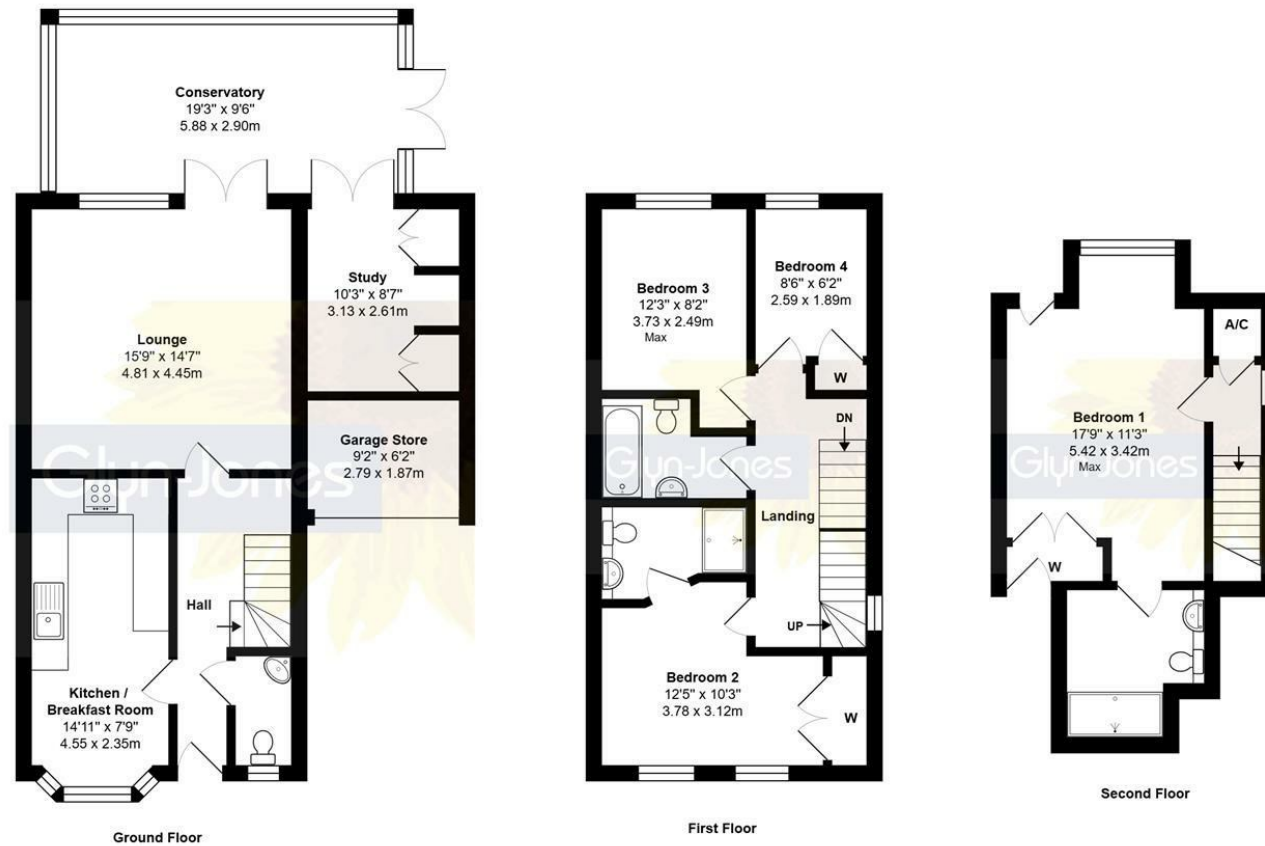 Conservatory
19'3" x 9'6"
5.88 x 2.90m
Study
10'3" x 8'7"
3.13 x 2.61m
Lounge
15'9" x 14'7"
4.81 x 4.45m
Garage Store
9'2" x 6'2"
2.79 x 1.87m
Glyn-Jones
Hall
Kitchen /
Breakfast Room
14'11" x 7'9"
4.55 x 2.35m
Ground Floor
Bedroom 3
12'3" x 8'2"
3.73 x 2.49m
Max
Bedroom 4
8'6" x 6'2"
2.59 x 1.89m
W
DN
Glyn-Jones
Landing
UP
Bedroom 2
12'5" x 10'3"
3.78 x 3.12m
W
First Floor
A/C
Bedroom 1
17'9" x 11'3"
5.42 x 3.42m
Max
Glyn-Jones
W
Second Floor